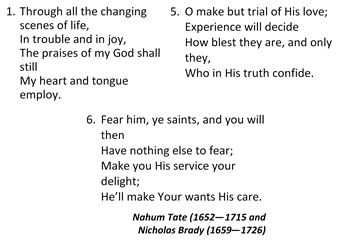 1. Through all the changing
scenes of life,
In trouble and in joy,
The praises of my God shall
still
My heart and tongue
employ.
5. O make but trial of His love;
Experience will decide
How blest they are, and only
they,
Who in His truth confide.
6. Fear him, ye saints, and you will
then
Have nothing else to fear;
Make you His service your
delight;
He’ll make Your wants His care.
Nahum Tate (1652—1715 and
Nicholas Brady (1659—1726)